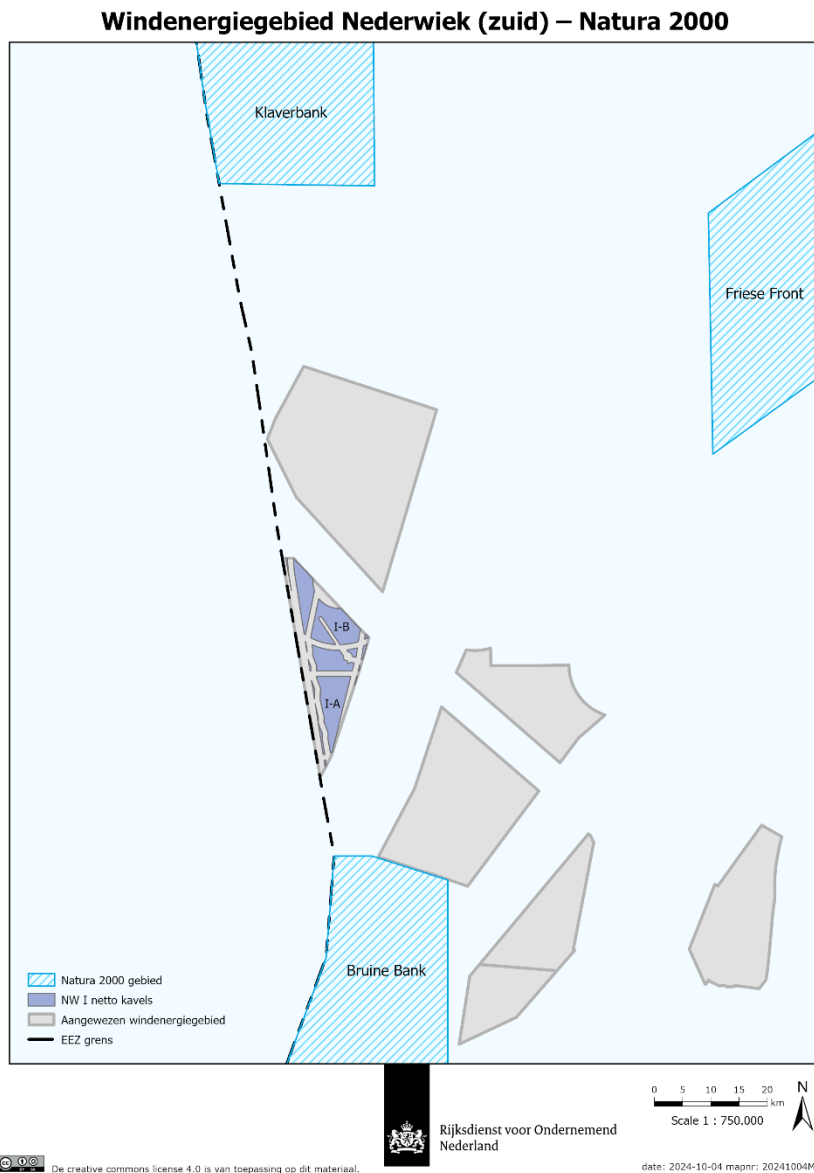 Windenergiegebied Nederwiek (zuid) – Natura 2000
Klaverbank
Friese Front
I-B
I-A
Bruine Bank
Natura 2000 gebied
NW I netto kavels
Aangewezen windenergiegebied
EEZ grens
0 5 10 15 20 km
N
Scale 1 : 750.000
Rijksdienst voor Ondernemend
Nederland
De creative commons license 4.0 is van toepassing op dit materiaal.
date: 2024-10-04 mapnr: 20241004M